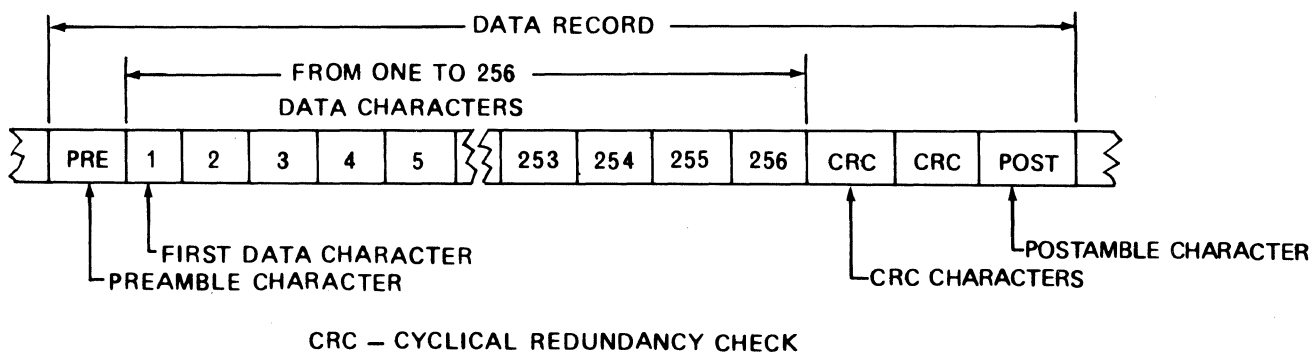 DATA RECORD
FROM ONE TO 256
DATA CHARACTERS
PRE 1 2 3 4 5 253 254 255 256 CRC CRC POST
FIRST DATA CHARACTER
POSTAMBLE CHARACTER
PREAMBLE CHARACTER
CRC CHARACTERS
CRC – CYCLICAL REDUNDANCY CHECK